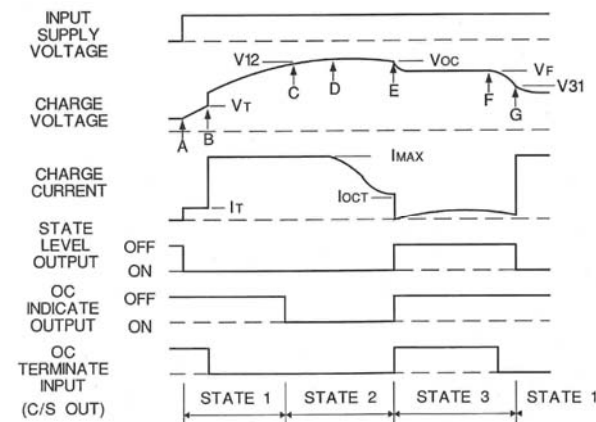 INPUT
SUPPLY
VOLTAGE
V12
VOC
VF
V31
C
D
E
F
G
CHARGE
VOLTAGE
VT
A
B
CHARGE
CURRENT
IMAX
IOCT
IT
STATE
LEVEL
OUTPUT
OFF
ON
OC
INDICATE
OUTPUT
OFF
ON
OC
TERMINATE
INPUT
(C/S OUT)
STATE 1
STATE 2
STATE 3
STATE 1